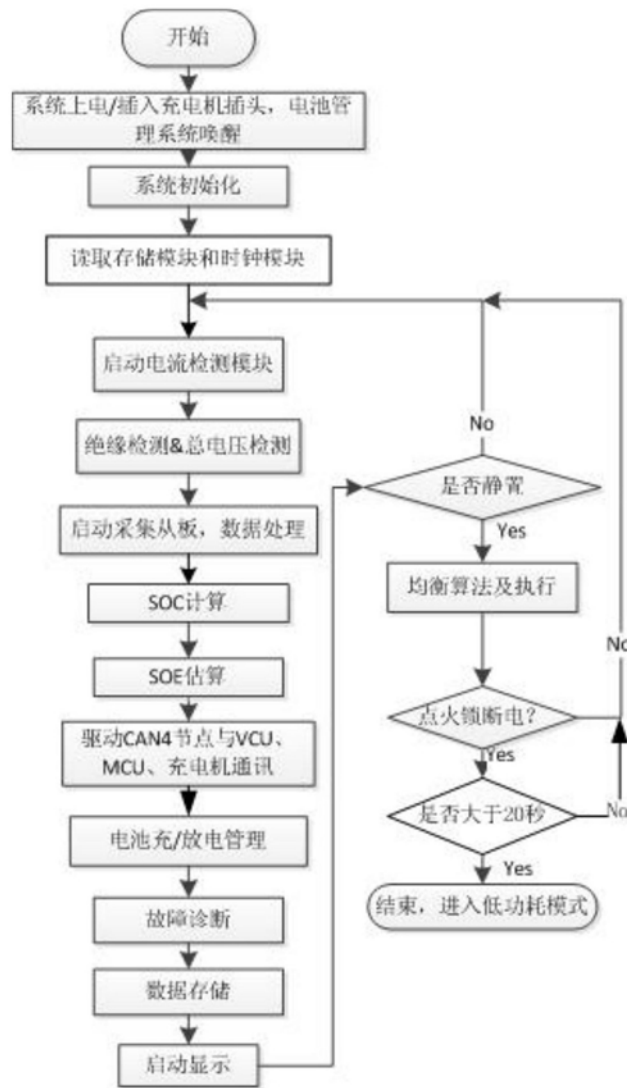 开始
系统上电/插入充电机插头，电池管
理系统唤醒
系统初始化
读取存储模块和时钟模块
启动电流检测模块
绝缘检测&总电压检测
启动采集从板，数据处理
SOC计算
SOE估算
驱动CAN4节点与VCU、
MCU、充电机通讯
电池充/放电管理
故障诊断
数据存储
启动显示
No
是否静置
Yes
均衡算法及执行
No
点火锁断电？
Yes
是否大于20秒
No
Yes
结束，进入低功耗模式